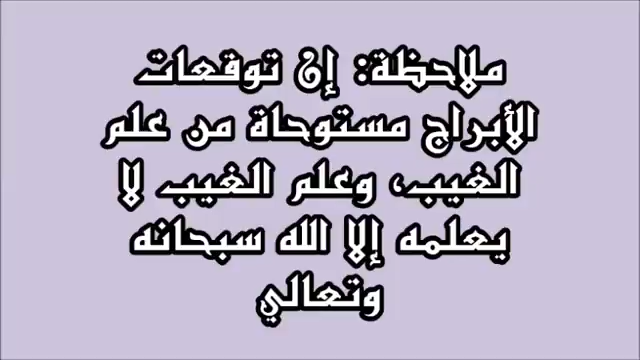 ملاحظة: إن توقعات
الأبراج مستوحاة من علم
الغيب، وعلم الغيب لا
يعلمه إلا الله سبحانه
وتعالي